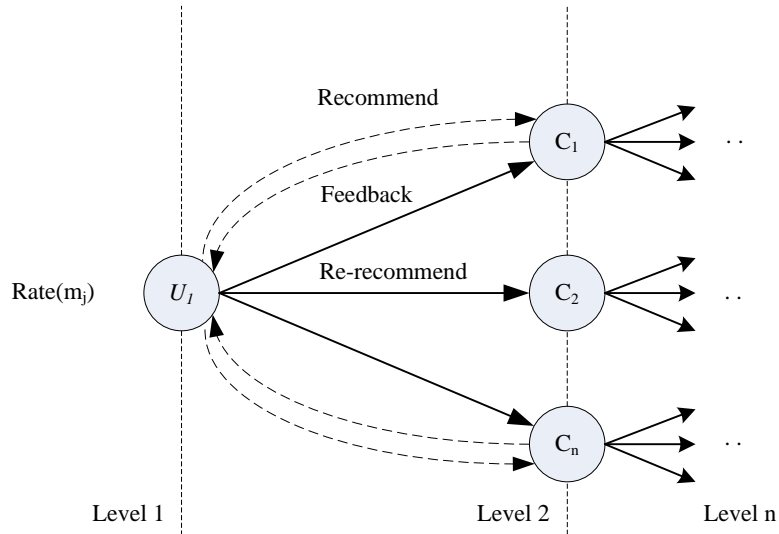 Recommend
C₁
. .
Feedback
Re-recommend
Rate(mⱼ)
U₁
C₂
. .
Cₙ
. .
Level 1
Level 2
Level n